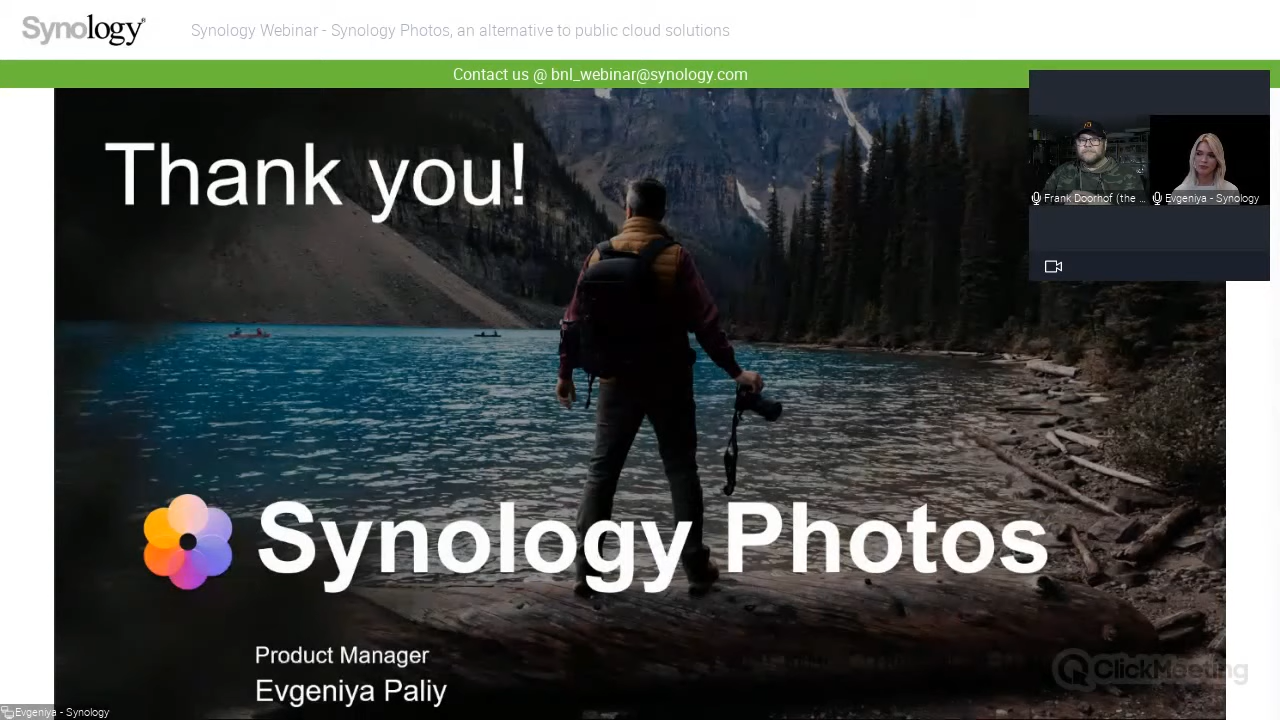 Synology®
Synology Webinar - Synology Photos, an alternative to public cloud solutions
Contact us @ bnl_webinar@synology.com
Thank you!
Frank Doorhof (the ...
Evgeniya - Synology
Synology Photos
Product Manager
Evgeniya Paliy
ClickMeeting
Evgeniya - Synology